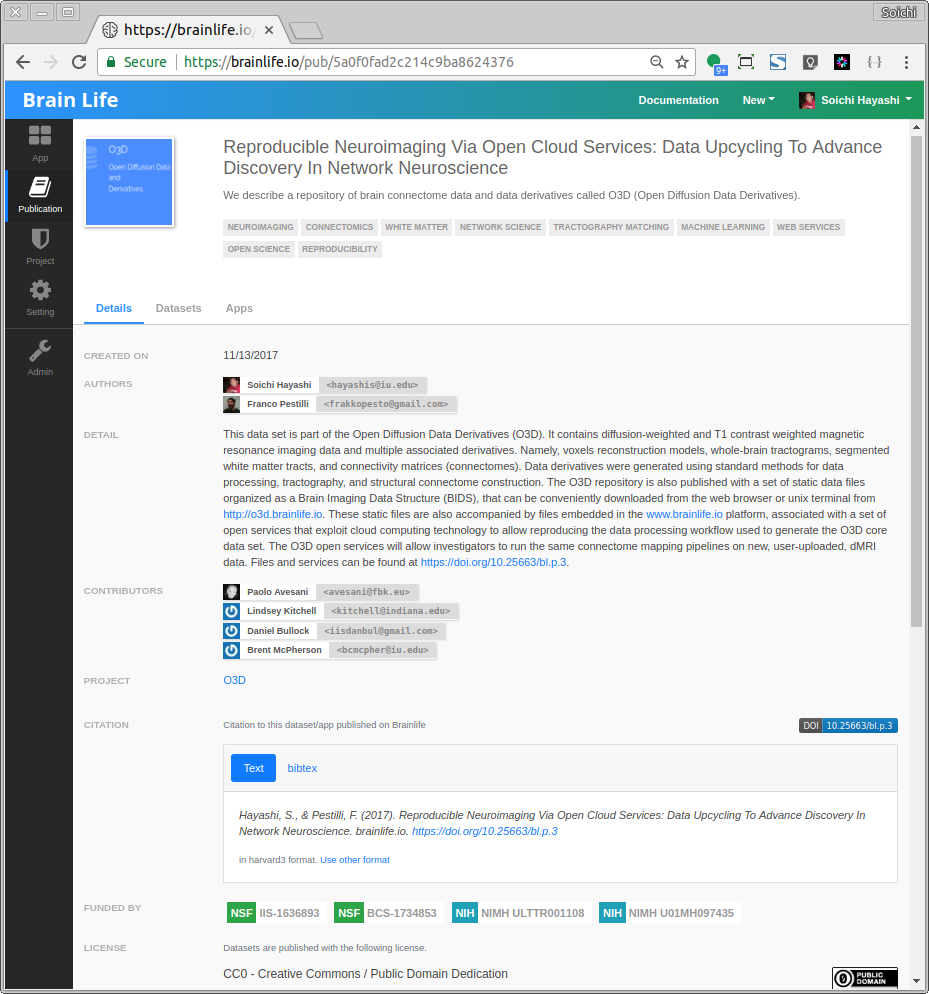 Soichi
https://brainlife.io/
Secure
https://brainlife.io/pub/5a0f0fad2c214c9ba8624376
9+
Brain Life
Documentation
New
Soichi Hayashi
App
Publication
Project
Setting
Admin
O3D
Open Diffusion Data
and
Derivatives
Reproducible Neuroimaging Via Open Cloud Services: Data Upcycling To Advance
Discovery In Network Neuroscience
We describe a repository of brain connectome data and data derivatives called O3D (Open Diffusion Data Derivatives).
NEUROIMAGING CONNECTOMICS WHITE MATTER NETWORK SCIENCE TRACTOGRAPHY MATCHING MACHINE LEARNING WEB SERVICES
OPEN SCIENCE REPRODUCIBILITY
Details Datasets Apps
CREATED ON 11/13/2017
AUTHORS Soichi Hayashi <hayashis@iu.edu>
Franco Pestilli <frakkopesto@gmail.com>
DETAIL This data set is part of the Open Diffusion Data Derivatives (O3D). It contains diffusion-weighted and T1 contrast weighted magnetic
resonance imaging data and multiple associated derivatives. Namely, voxels reconstruction models, whole-brain tractograms, segmented
white matter tracts, and connectivity matrices (connectomes). Data derivatives were generated using standard methods for data
processing, tractography, and structural connectome construction. The O3D repository is also published with a set of static data files
organized as a Brain Imaging Data Structure (BIDS), that can be conveniently downloaded from the web browser or unix terminal from
http://o3d.brainlife.io. These static files are also accompanied by files embedded in the www.brainlife.io platform, associated with a set of
open services that exploit cloud computing technology to allow reproducing the data processing workflow used to generate the O3D core
data set. The O3D open services will allow investigators to run the same connectome mapping pipelines on new, user-uploaded, dMRI
data. Files and services can be found at https://doi.org/10.25663/bl.p.3.
CONTRIBUTORS Paolo Avesani <avesani@fbk.eu>
Lindsey Kitchell <kitchell@indiana.edu>
Daniel Bullock <iisdanbul@gmail.com>
Brent McPherson <bcmcpher@iu.edu>
PROJECT O3D
CITATION Citation to this dataset/app published on Brainlife DOI 10.25663/bl.p.3
Text bibtex
Hayashi, S., & Pestilli, F. (2017). Reproducible Neuroimaging Via Open Cloud Services: Data Upcycling To Advance Discovery In
Network Neuroscience. brainlife.io. https://doi.org/10.25663/bl.p.3
in harvard3 format. Use other format
FUNDED BY NSF IIS-1636893 NSF BCS-1734853 NIH NIMH ULTTR001108 NIH NIMH U01MH097435
LICENSE Datasets are published with the following license.
CC0 - Creative Commons / Public Domain Dedication
PUBLIC
DOMAIN